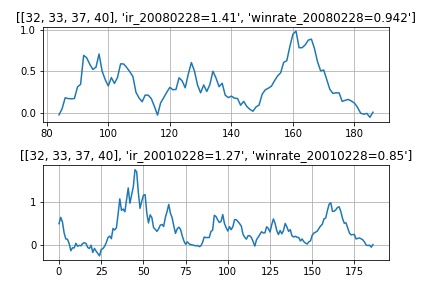 [[32, 33, 37, 40], 'ir_20080228=1.41', 'winrate_20080228=0.942']
1.0
0.5
0.0
80 100 120 140 160 180
[[32, 33, 37, 40], 'ir_20010228=1.27', 'winrate_20010228=0.85']
1
0
0 25 50 75 100 125 150 175